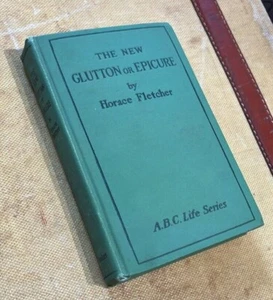 THE NEW
GLUTTON OR EPICURE
by
Horace Fletcher
A.B.C. Life Series